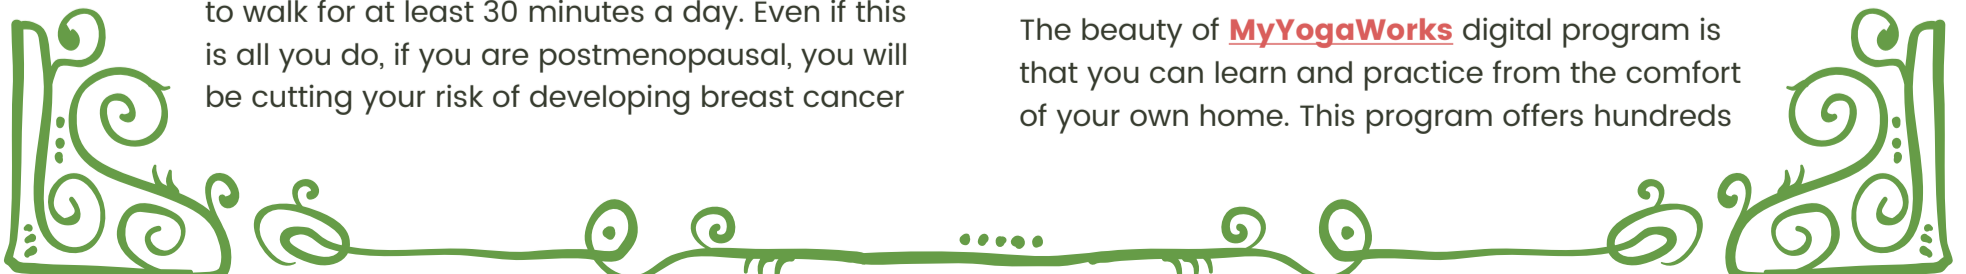 to walk for at least 30 minutes a day. Even if this
is all you do, if you are postmenopausal, you will
be cutting your risk of developing breast cancer
The beauty of MyYogaWorks digital program is
that you can learn and practice from the comfort
of your own home. This program offers hundreds